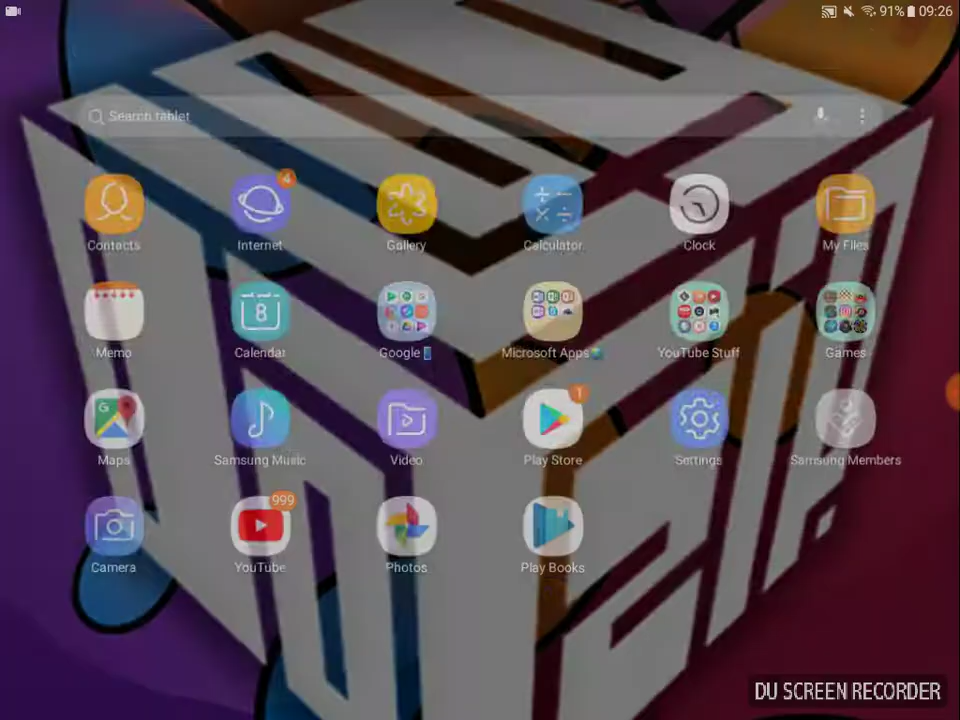 91% 09:26
Search tablet
4
Contacts Internet Gallery Calculator Clock My Files
8
Memo Calendar Google Microsoft Apps YouTube Stuff Games
G 1
Maps Samsung Music Video Play Store Settings Samsung Members
999
Camera YouTube Photos Play Books
DU SCREEN RECORDER